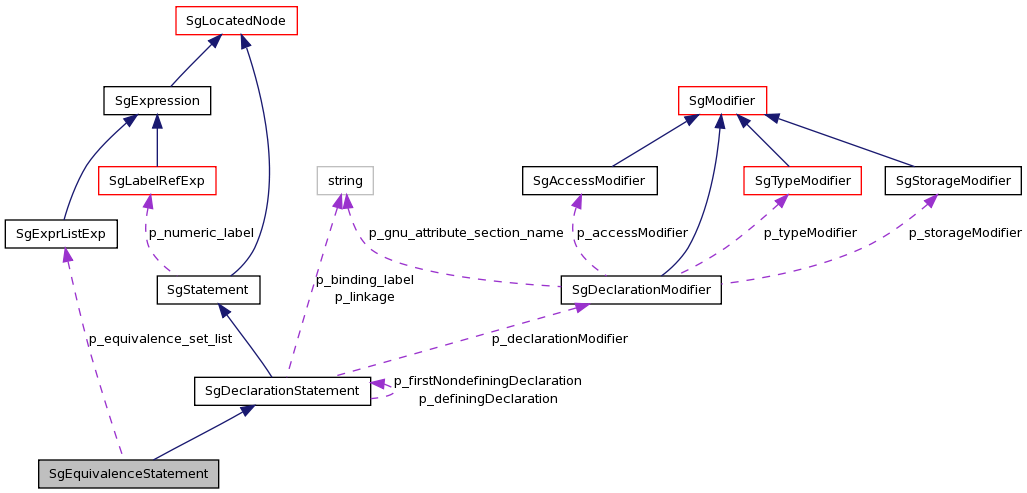 SgLocatedNode
SgExpression
SgModifier
SgLabelRefExp
string
SgAccessModifier
SgTypeModifier
SgStorageModifier
SgExprListExp
p_numeric_label
p_gnu_attribute_section_name
p_accessModifier
p_typeModifier
p_storageModifier
SgStatement
p_binding_label
p_linkage
SgDeclarationModifier
p_equivalence_set_list
p_declarationModifier
SgDeclarationStatement
p_firstNondefiningDeclaration
p_definingDeclaration
SgEquivalenceStatement